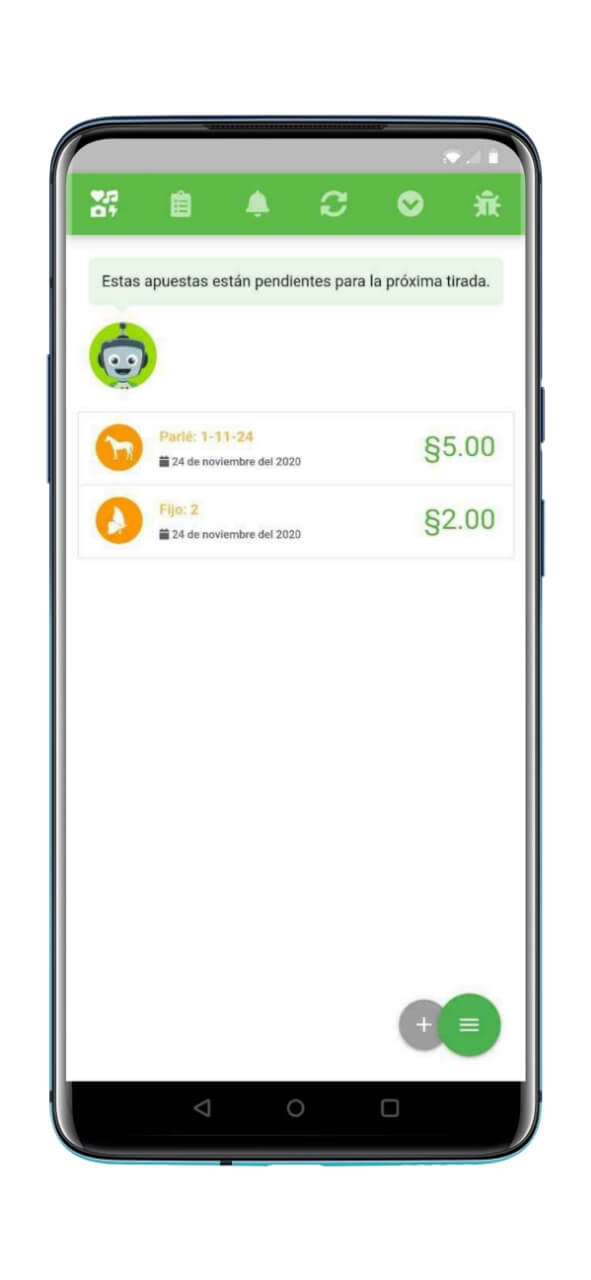 Estas apuestas están pendientes para la próxima tirada.
Parlé: 1-11-24
24 de noviembre del 2020
§5.00
Fijo: 2
24 de noviembre del 2020
§2.00